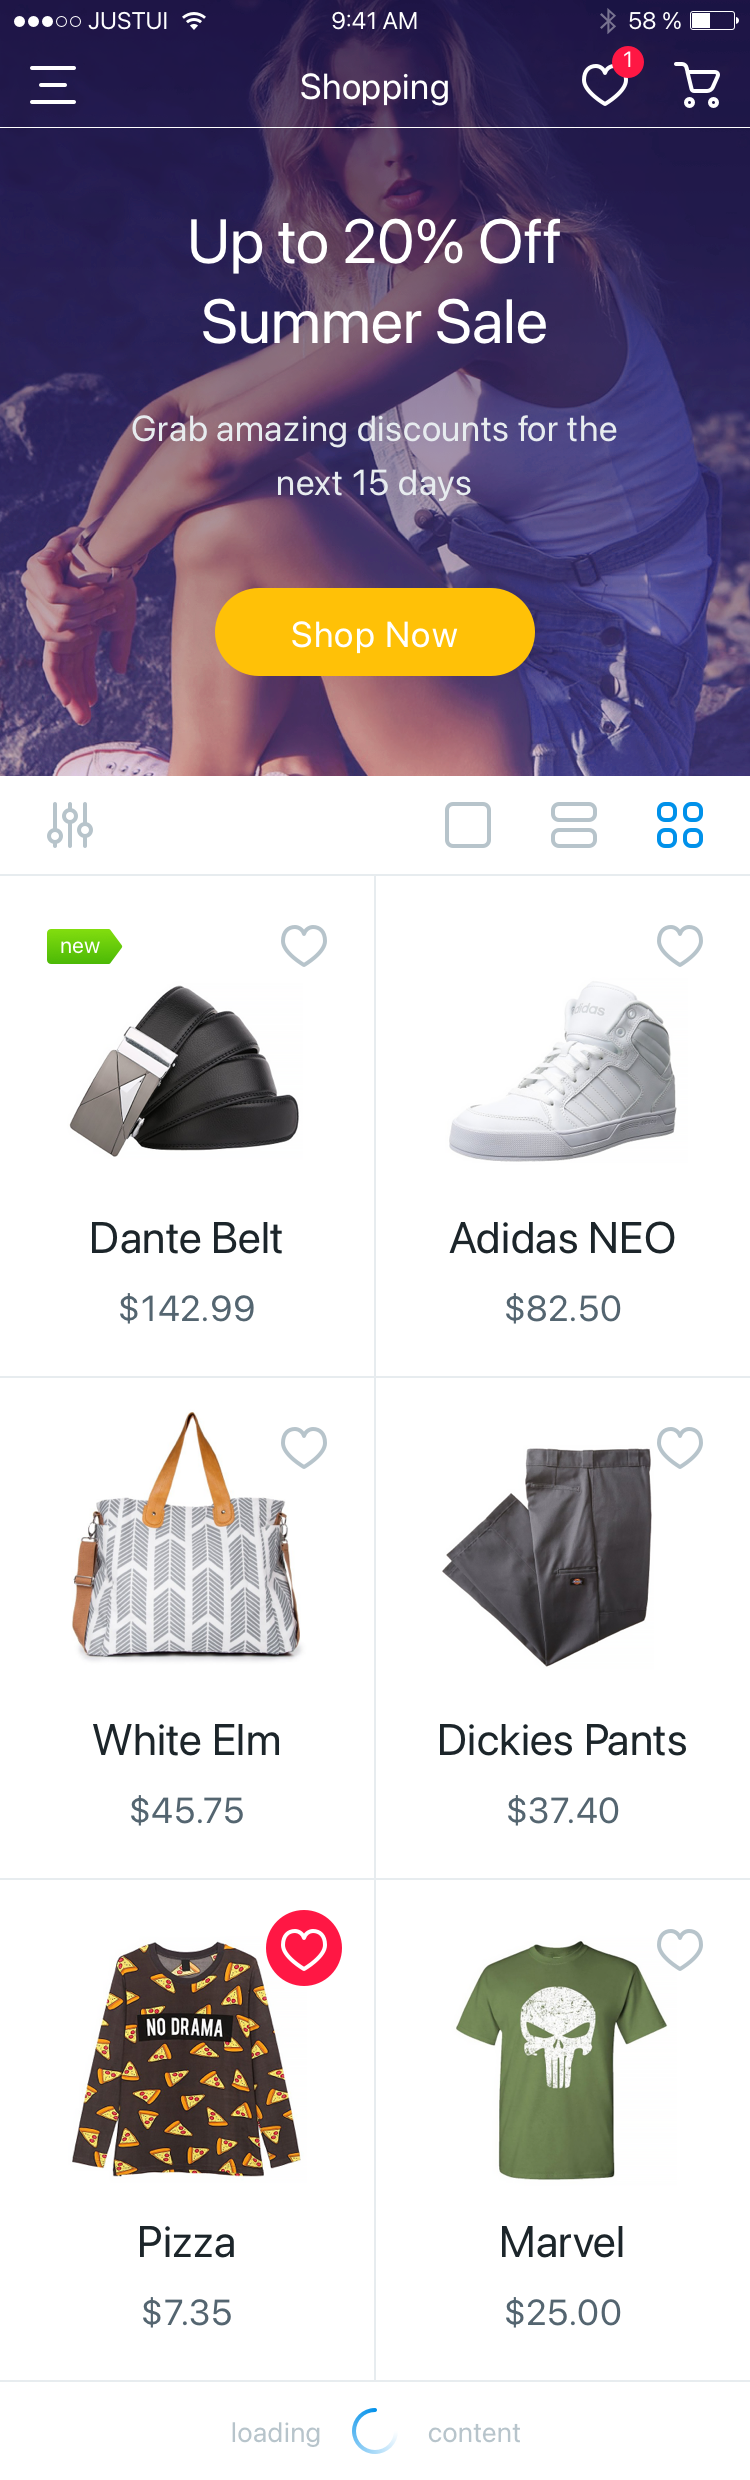 JUSTUI
9:41 AM
58 %
Shopping
1
Up to 20% Off
Summer Sale
Grab amazing discounts for the
next 15 days
Shop Now
new
adidas
Dante Belt
Adidas NEO
$142.99
$82.50
White Elm
Dickies Pants
$45.75
$37.40
NO DRAMA
Pizza
Marvel
$7.35
$25.00
loading content